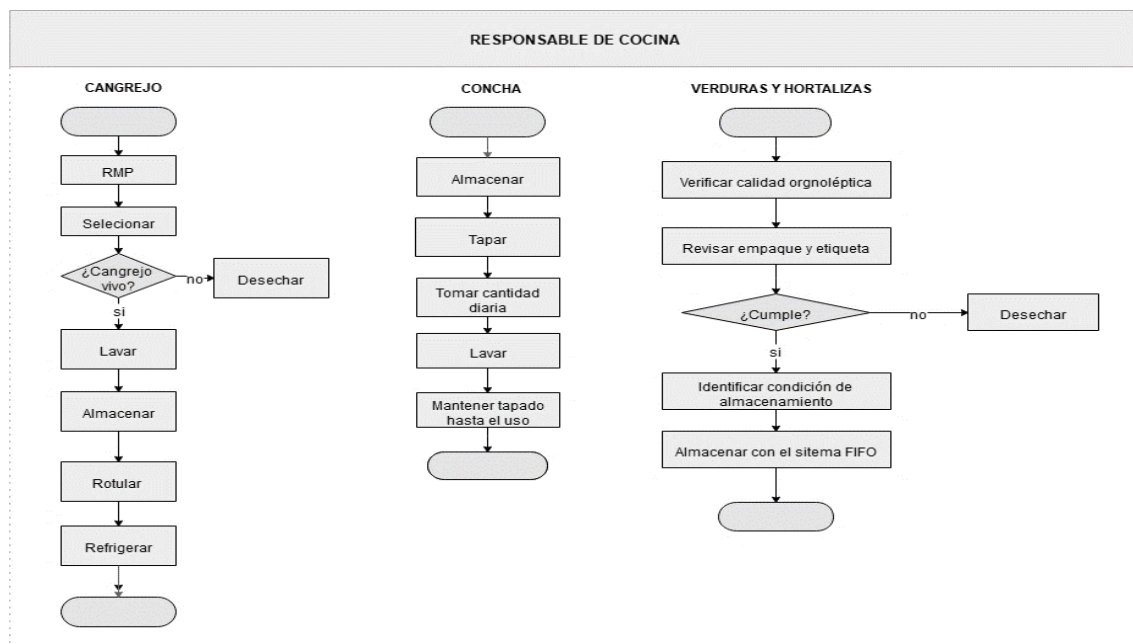 RESPONSABLE DE COCINA
CANGREJO
RMP
Selecionar
¿Cangrejo
vivo?
no
Desechar
si
Lavar
Almacenar
Rotular
Refrigerar
CONCHA
Almacenar
Tapar
Tomar cantidad
diaria
Lavar
Mantener tapado
hasta el uso
VERDURAS Y HORTALIZAS
Verificar calidad orgnoléptica
Revisar empaque y etiqueta
¿Cumple?
no
Desechar
si
Identificar condición de
almacenamiento
Almacenar con el sitema FIFO